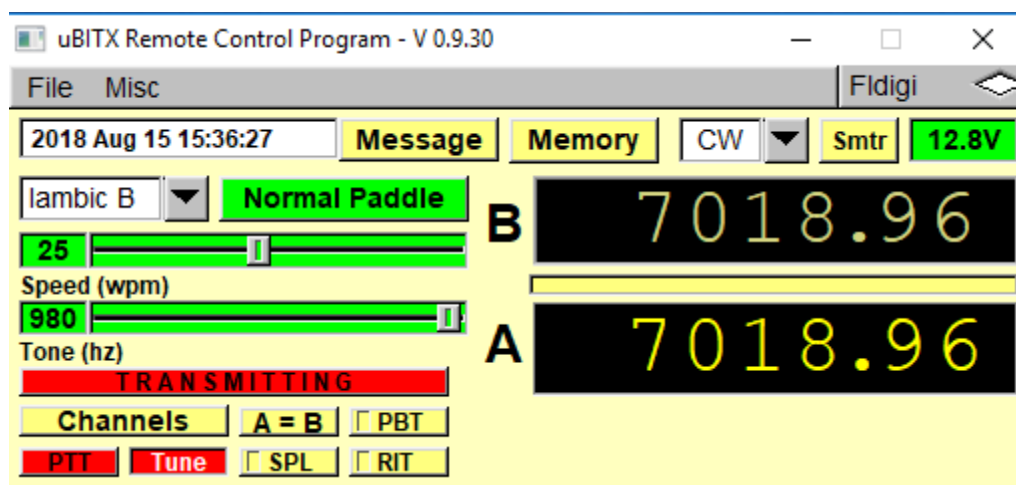 uBITX Remote Control Program - V 0.9.30
File Misc Fldigi
2018 Aug 15 15:36:27 Message Memory CW Smtr 12.8V
Iambic B Normal Paddle
B 7018.96
25
Speed (wpm)
980
Tone (hz)
A 7018.96
TRANSMITTING
Channels A = B PBT
PTT Tune SPL RIT